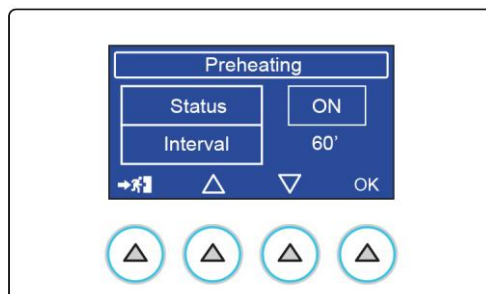 Preheating
Status ON
Interval 60’
OK